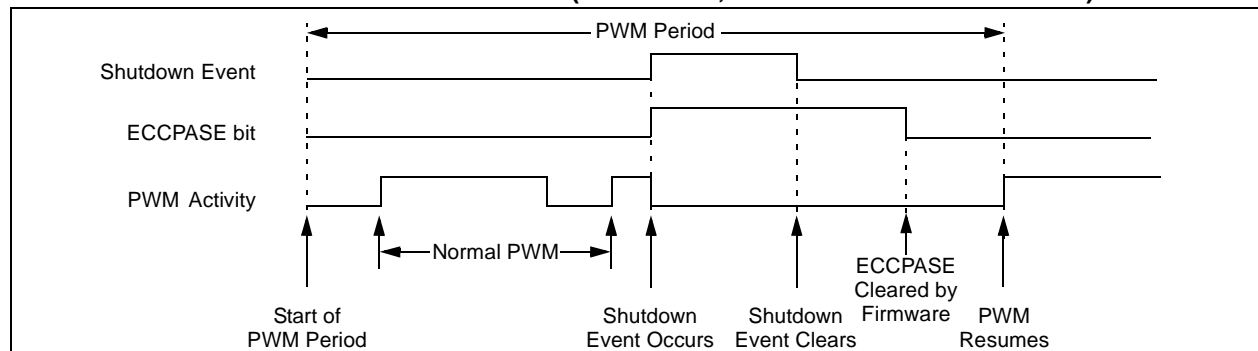 PWM Period
Shutdown Event
ECCPASE bit
PWM Activity
Normal PWM
Start of
PWM Period
Shutdown
Event Occurs
Shutdown
Event Clears
ECCPASE
Cleared by
Firmware
PWM
Resumes